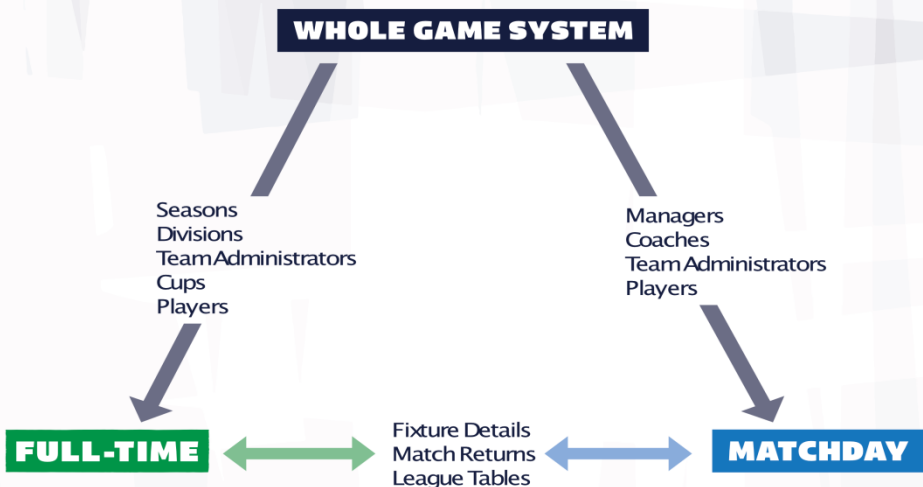 WHOLE GAME SYSTEM
Seasons
Divisions
Team Administrators
Cups
Players
Managers
Coaches
Team Administrators
Players
FULL-TIME
Fixture Details
Match Returns
League Tables
MATCHDAY